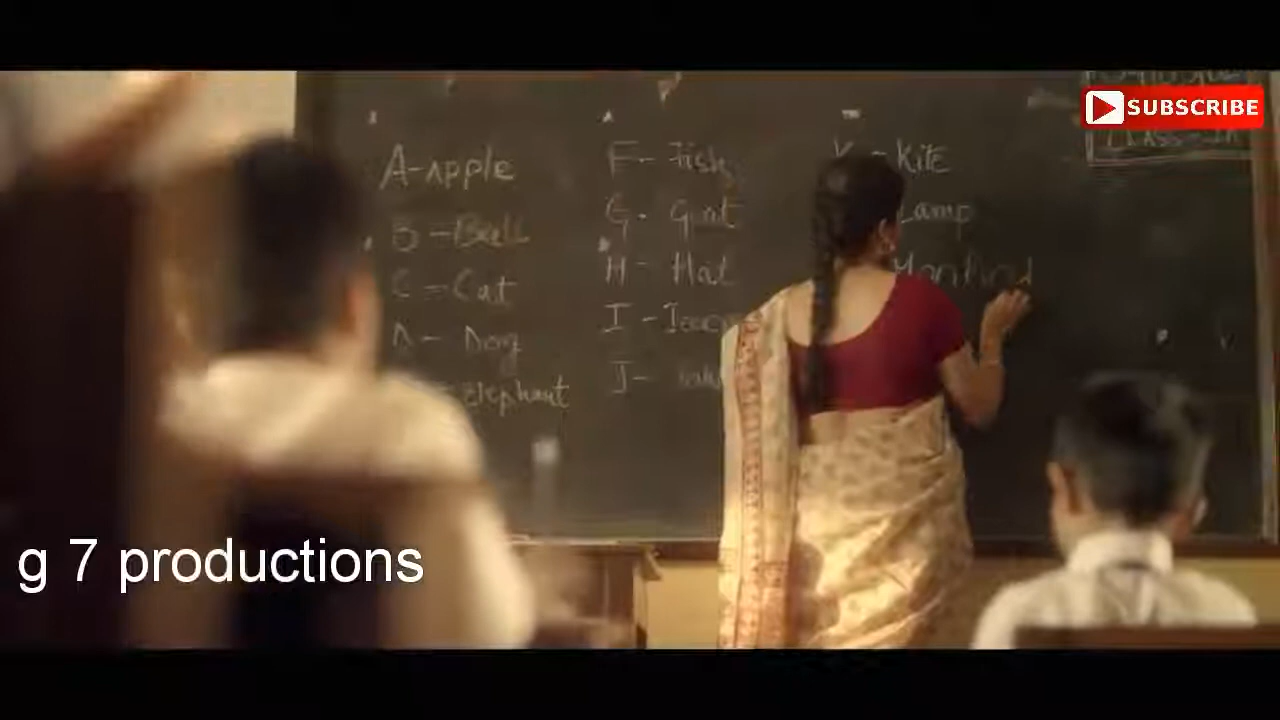 SUBSCRIBE
A-Apple
B - Ball
C - Cat
D - Dog
Elephant
F - Fish
G - Goat
H - Hat
I -
J -
K - Kite
Lamp
g 7 productions